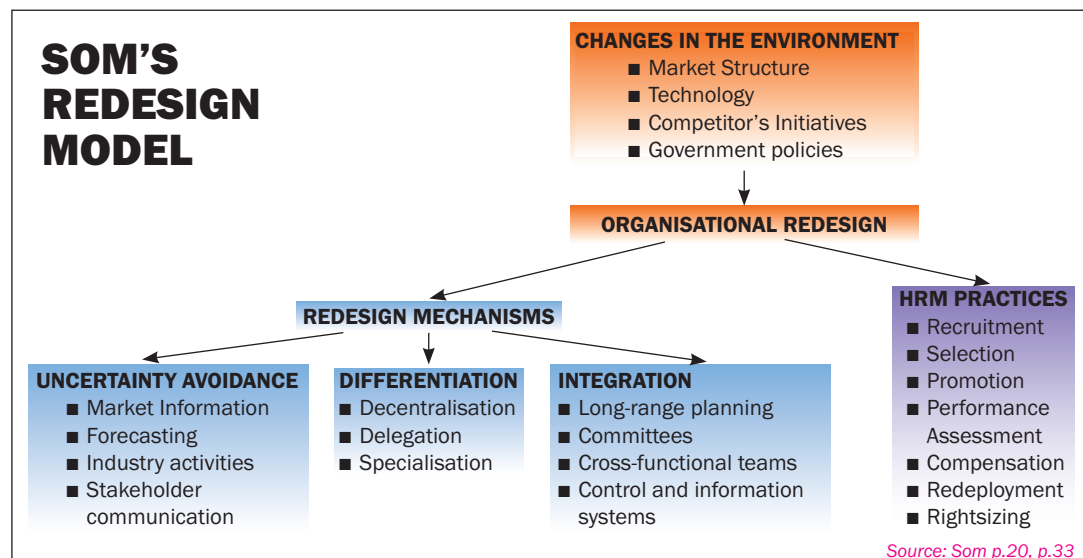 SOM'S
REDESIGN
MODEL
CHANGES IN THE ENVIRONMENT
■ Market Structure
■ Technology
■ Competitor's Initiatives
■ Government policies
ORGANISATIONAL REDESIGN
REDESIGN MECHANISMS
UNCERTAINTY AVOIDANCE
■ Market Information
■ Forecasting
■ Industry activities
■ Stakeholder
communication
DIFFERENTIATION
■ Decentralisation
■ Delegation
■ Specialisation
INTEGRATION
■ Long-range planning
■ Committees
■ Cross-functional teams
■ Control and information
systems
HRM PRACTICES
■ Recruitment
■ Selection
■ Promotion
■ Performance
Assessment
■ Compensation
■ Redeployment
■ Rightsizing
Source: Som p.20, p.33